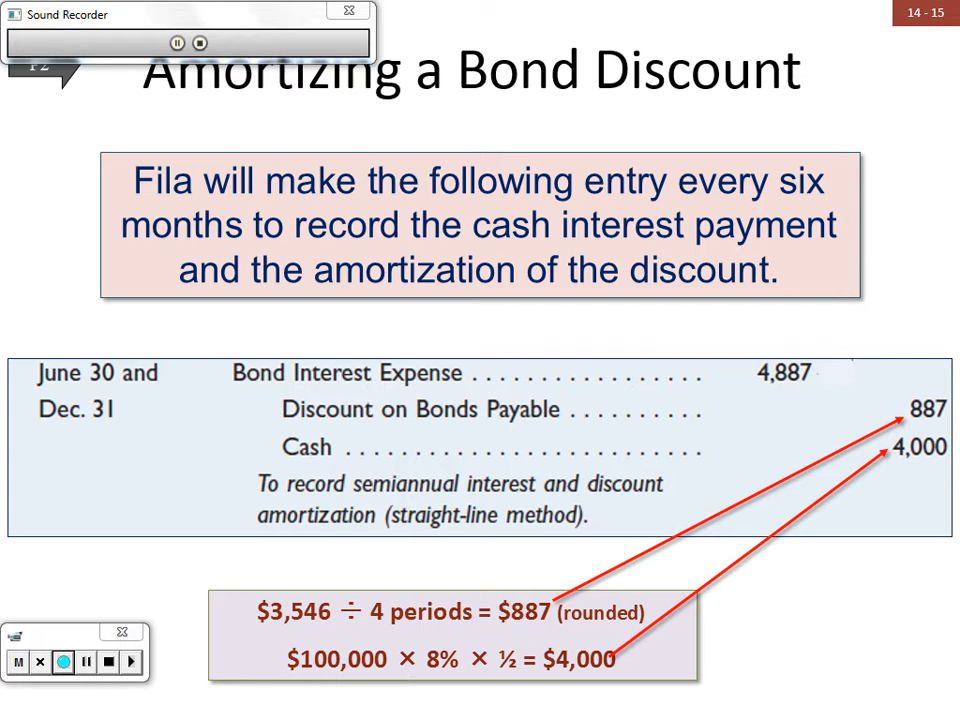 Sound Recorder
14 - 15
P2
Amortizing a Bond Discount
Fila will make the following entry every six
months to record the cash interest payment
and the amortization of the discount.
June 30 and Bond Interest Expense . . . . . . . . . . . . . . . . . . 4,887
Dec. 31 Discount on Bonds Payable . . . . . . . . . . 887
Cash . . . . . . . . . . . . . . . . . . . . . . . . . . . 4,000
To record semiannual interest and discount
amortization (straight-line method).
$3,546 ÷ 4 periods = $887 (rounded)
$100,000 × 8% × ½ = $4,000
M